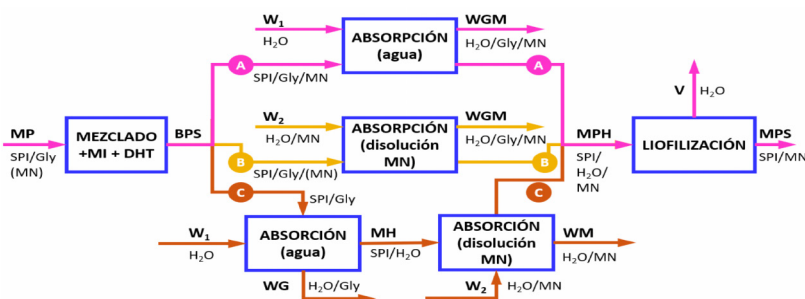 W₁
H₂O
ABSORPCIÓN
(agua)
WGM
H₂O/Gly/MN
A
SPI/Gly/MN
A
V
H₂O
W₂
H₂O/MN
ABSORPCIÓN
(disolución
MN)
WGM
H₂O/Gly/MN
MP
SPI/Gly
(MN)
MEZCLADO
+MI + DHT
BPS
B
SPI/Gly/(MN)
B
MPH
SPI/
H₂O/
MN
LIOFILIZACIÓN
MPS
SPI/MN
C
SPI/Gly
C
W₁
H₂O
ABSORCIÓN
(agua)
MH
SPI/H₂O
ABSORCIÓN
(disolución
MN)
WM
H₂O/MN
WG
H₂O/Gly
W₂
H₂O/MN